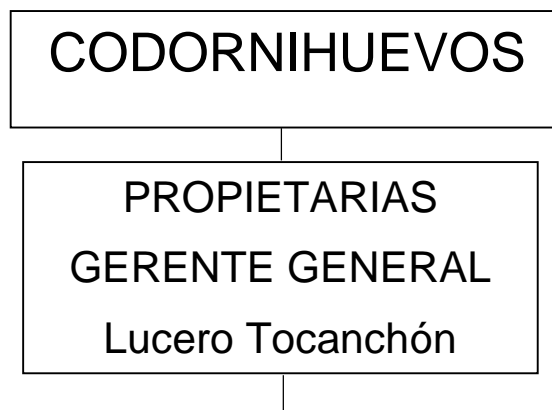 CODORNIHUEVOS
PROPIETARIAS
GERENTE GENERAL
Lucero Tocanchón